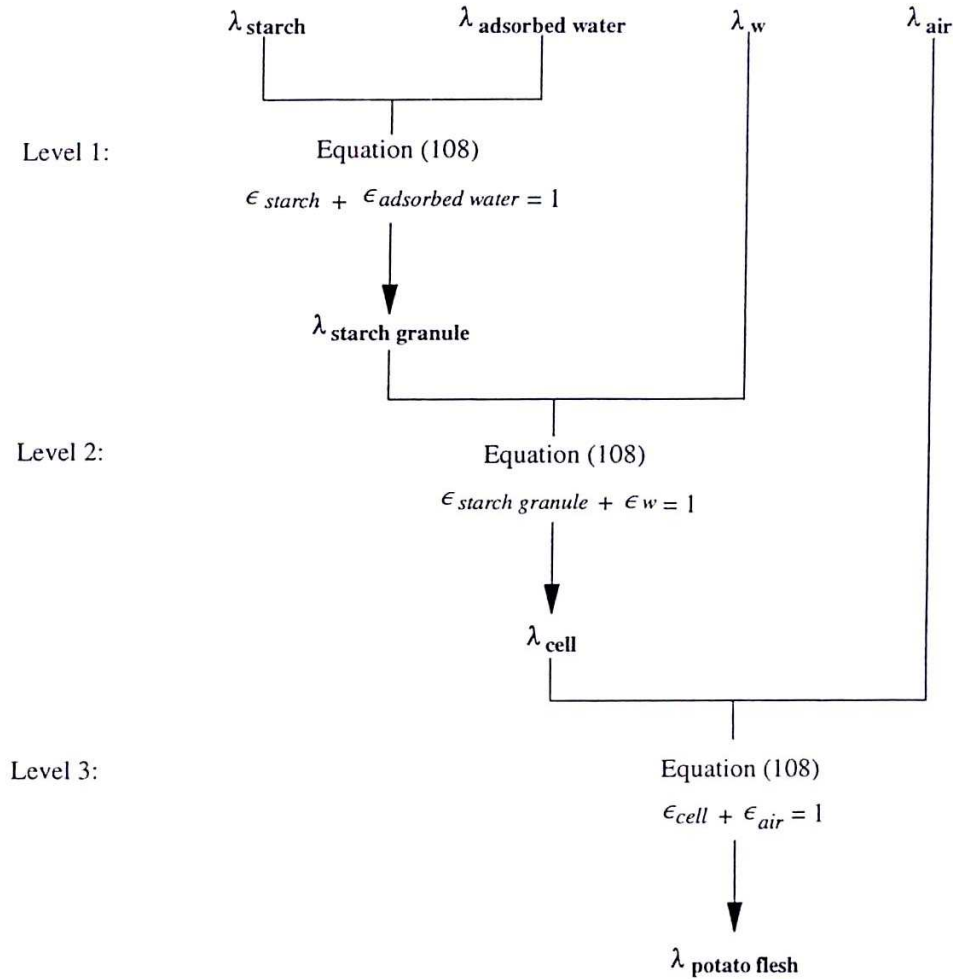 λ starch λ adsorbed water λ w λ air
Level 1: Equation (108)
ϵ starch + ϵ adsorbed water = 1
λ starch granule
Level 2: Equation (108)
ϵ starch granule + ϵ w = 1
λ cell
Level 3: Equation (108)
ϵ cell + ϵ air = 1
λ potato flesh